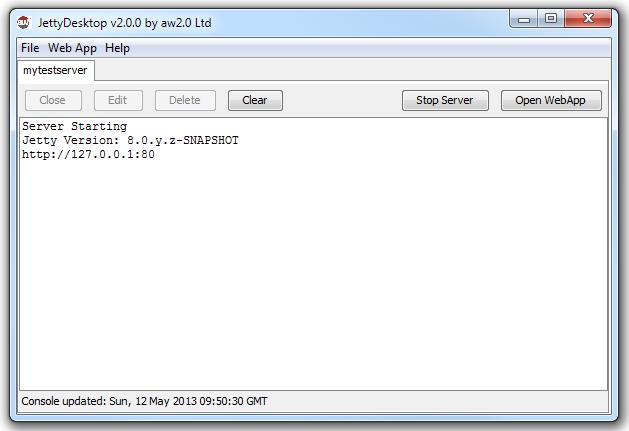 JettyDesktop v2.0.0 by aw2.0 Ltd
File Web App Help
mytestserver
Close Edit Delete Clear Stop Server Open WebApp
Server Starting
Jetty Version: 8.0.y.z-SNAPSHOT
http://127.0.0.1:80
Console updated: Sun, 12 May 2013 09:50:30 GMT